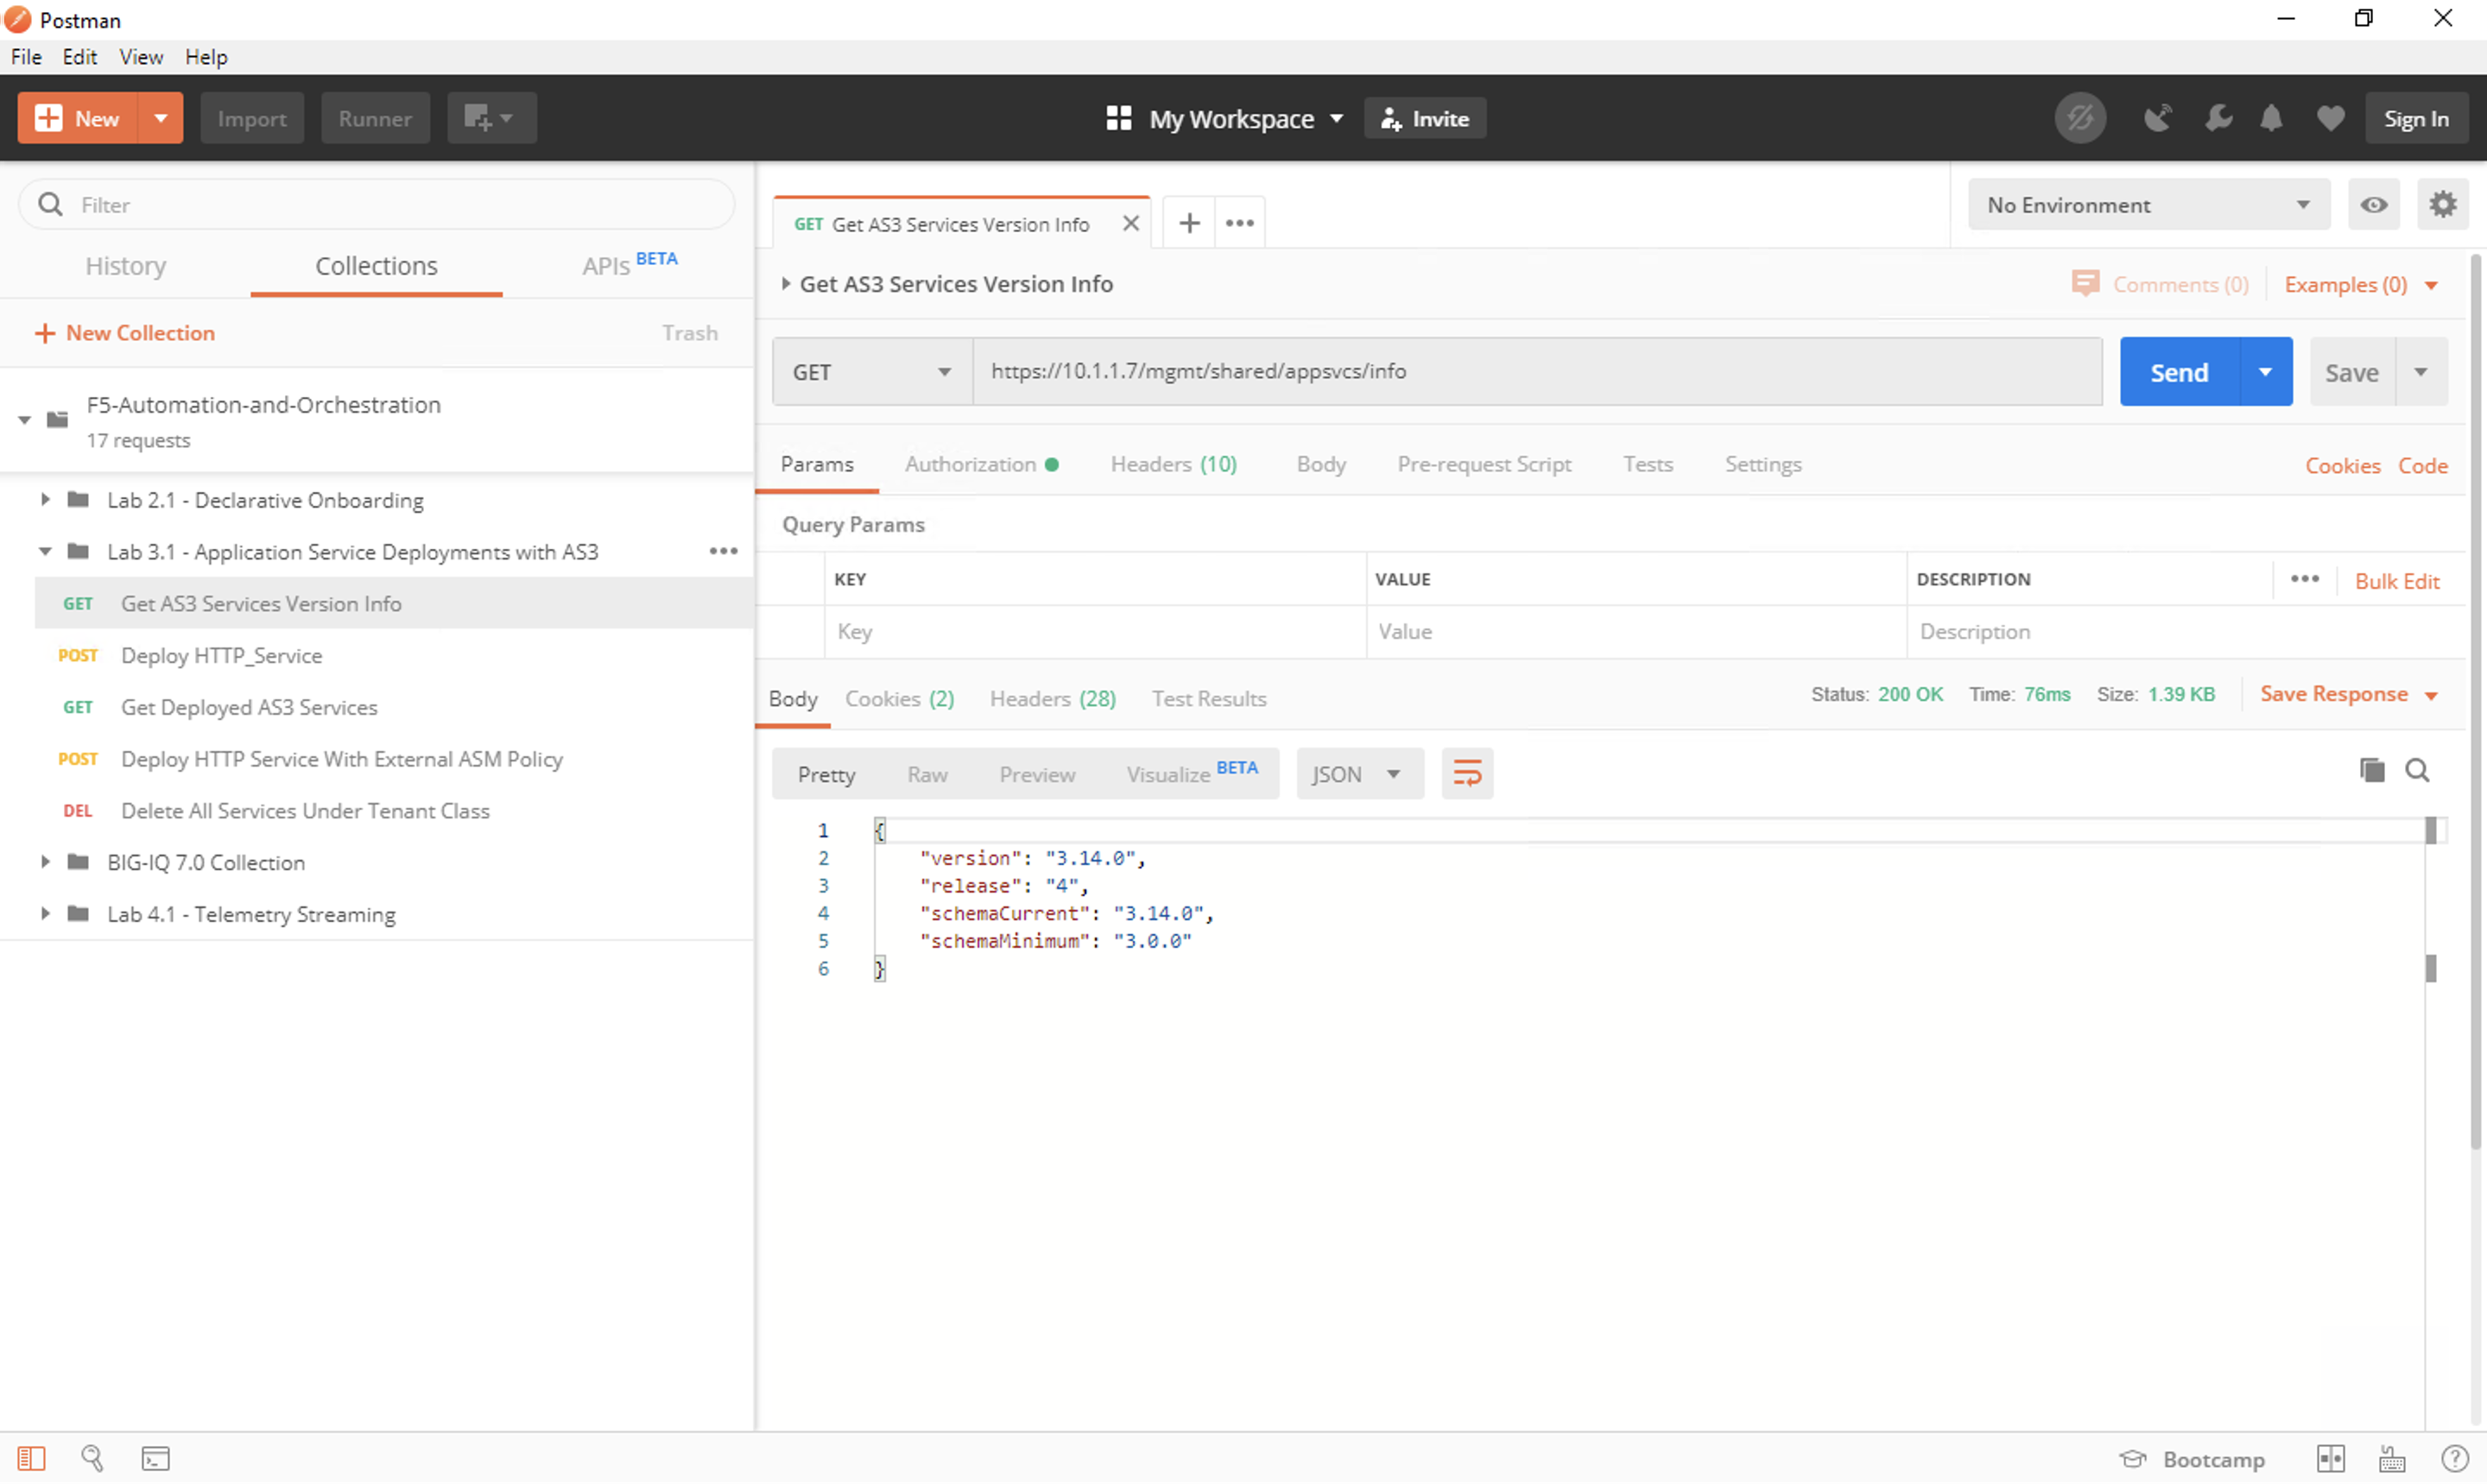 Postman
File Edit View Help
New Import Runner My Workspace Invite Sign In
Filter
History Collections APIs BETA
New Collection Trash
F5-Automation-and-Orchestration
17 requests
Lab 2.1 - Declarative Onboarding
Lab 3.1 - Application Service Deployments with AS3
GET Get AS3 Services Version Info
POST Deploy HTTP_Service
GET Get Deployed AS3 Services
POST Deploy HTTP Service With External ASM Policy
DEL Delete All Services Under Tenant Class
BIG-IQ 7.0 Collection
Lab 4.1 - Telemetry Streaming
GET Get AS3 Services Version Info
No Environment
Get AS3 Services Version Info
Comments (0) Examples (0)
GET https://10.1.1.7/mgmt/shared/appsvcs/info Send Save
Params Authorization Headers (10) Body Pre-request Script Tests Settings Cookies Code
Query Params
KEY VALUE DESCRIPTION Bulk Edit
Key Value Description
Body Cookies (2) Headers (28) Test Results Status: 200 OK Time: 76ms Size: 1.39 KB Save Response
Pretty Raw Preview Visualize BETA JSON
1 {
2 "version": "3.14.0",
3 "release": "4",
4 "schemaCurrent": "3.14.0",
5 "schemaMinimum": "3.0.0"
6 }
Bootcamp